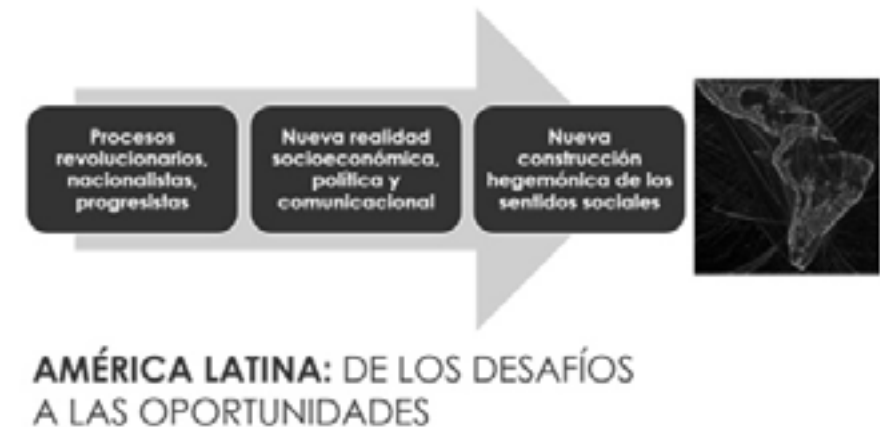 Procesos
revolucionarios,
nacionalistas,
progresistas
Nueva realidad
socioeconómica,
política y
comunicacional
Nueva
construcción
hegemónica de los
sentidos sociales
AMÉRICA LATINA: DE LOS DESAFÍOS
A LAS OPORTUNIDADES